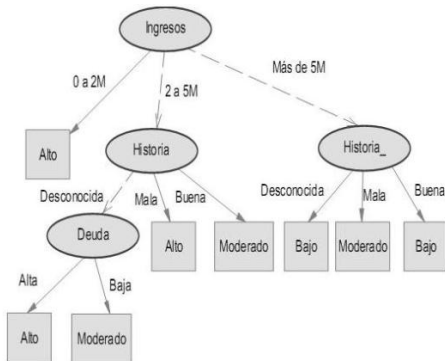 Ingresos
0 a 2M
2 a 5M
Más de 5M
Alto
Historia
Historia_
Desconocida
Mala
Buena
Desconocida
Mala
Buena
Deuda
Alto
Moderado
Bajo
Moderado
Bajo
Alta
Baja
Alto
Moderado